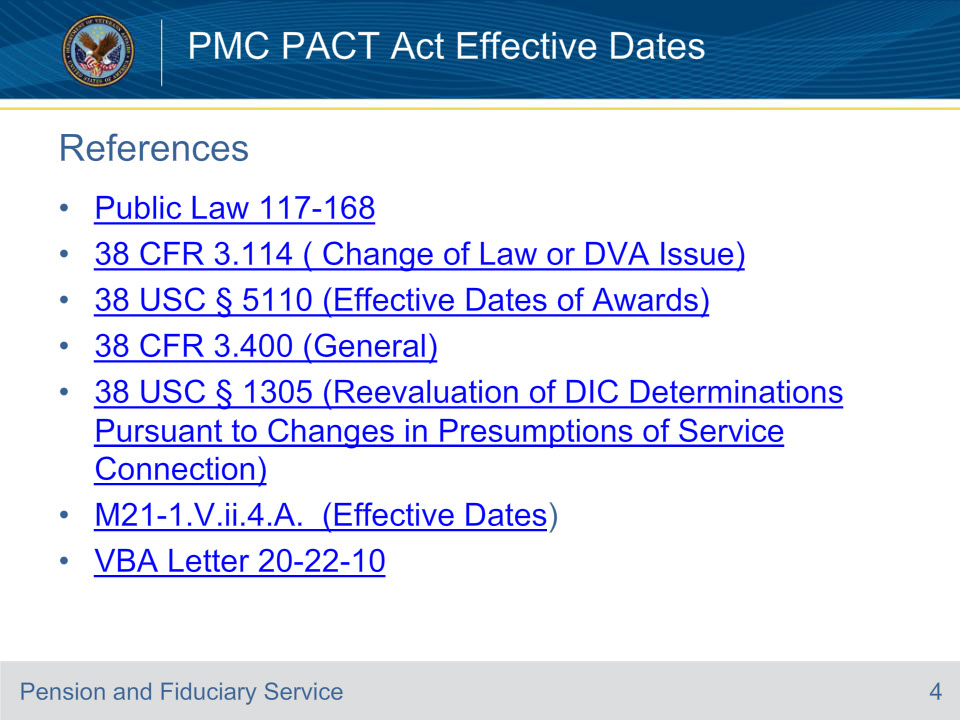 PMC PACT Act Effective Dates
References
• Public Law 117-168
• 38 CFR 3.114 ( Change of Law or DVA Issue)
• 38 USC § 5110 (Effective Dates of Awards)
• 38 CFR 3.400 (General)
• 38 USC § 1305 (Reevaluation of DIC Determinations
Pursuant to Changes in Presumptions of Service
Connection)
• M21-1.V.ii.4.A.  (Effective Dates)
• VBA Letter 20-22-10
Pension and Fiduciary Service
4